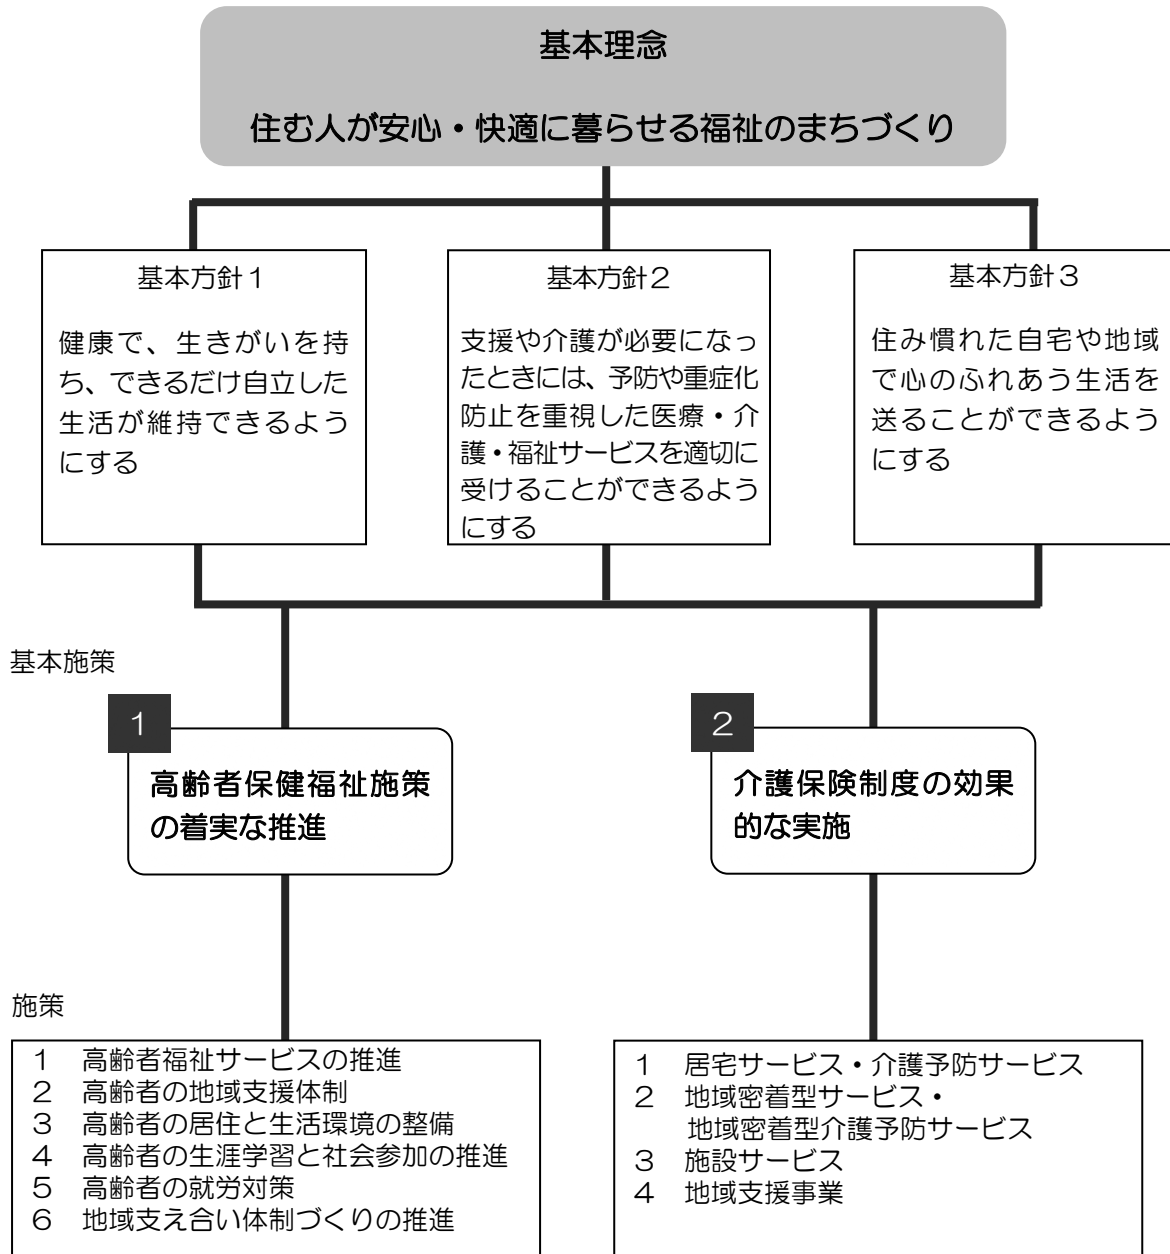 基本理念
住む人が安心・快適に暮らせる福祉のまちづくり
基本方針１
健康で、生きがいを持
ち、できるだけ自立した
生活が維持できるよう
にする
基本方針２
支援や介護が必要になっ
たときには、予防や重症化
防止を重視した医療・介
護・福祉サービスを適切に
受けることができるよう
にする
基本方針３
住み慣れた自宅や地域
で心のふれあう生活を
送ることができるよう
にする
基本施策
１
高齢者保健福祉施策
の着実な推進
２
介護保険制度の効果
的な実施
施策
１　高齢者福祉サービスの推進
２　高齢者の地域支援体制
３　高齢者の居住と生活環境の整備
４　高齢者の生涯学習と社会参加の推進
５　高齢者の就労対策
６　地域支え合い体制づくりの推進
１　居宅サービス・介護予防サービス
２　地域密着型サービス・
地域密着型介護予防サービス
３　施設サービス
４　地域支援事業